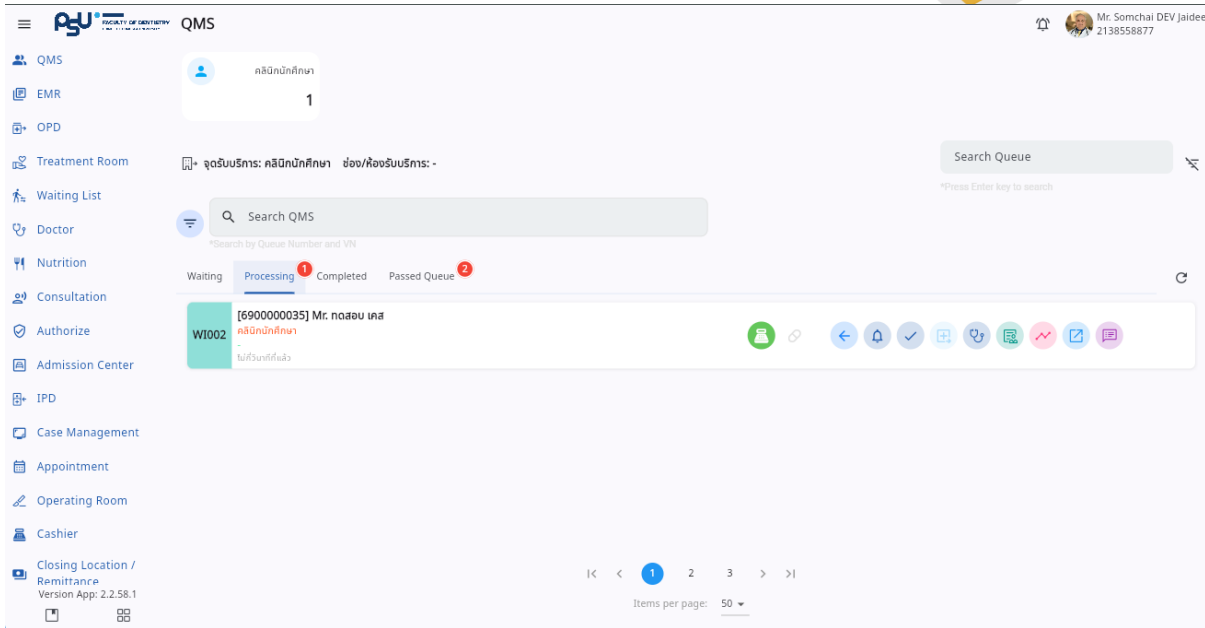 PSU FACULTY OF DENTISTRY
QMS
Mr. Somchai DEV Jaidee
2138558877
QMS
EMR
OPD
Treatment Room
Waiting List
Doctor
Nutrition
Consultation
Authorize
Admission Center
IPD
Case Management
Appointment
Operating Room
Cashier
Closing Location /
Remittance
Version App: 2.2.58.1
คลินิกนักศึกษา
1
จุดรับบริการ: คลินิกนักศึกษา ช่อง/ห้องรับบริการ: -
Search Queue
*Press Enter key to search
Search QMS
*Search by Queue Number and VN
Waiting
Processing 1
Completed
Passed Queue 2
WI002
[6900000035] Mr. ทดสอบ เคส
คลินิกนักศึกษา
-
ไม่กี่วินาทีที่แล้ว
1 2 3
Items per page: 50